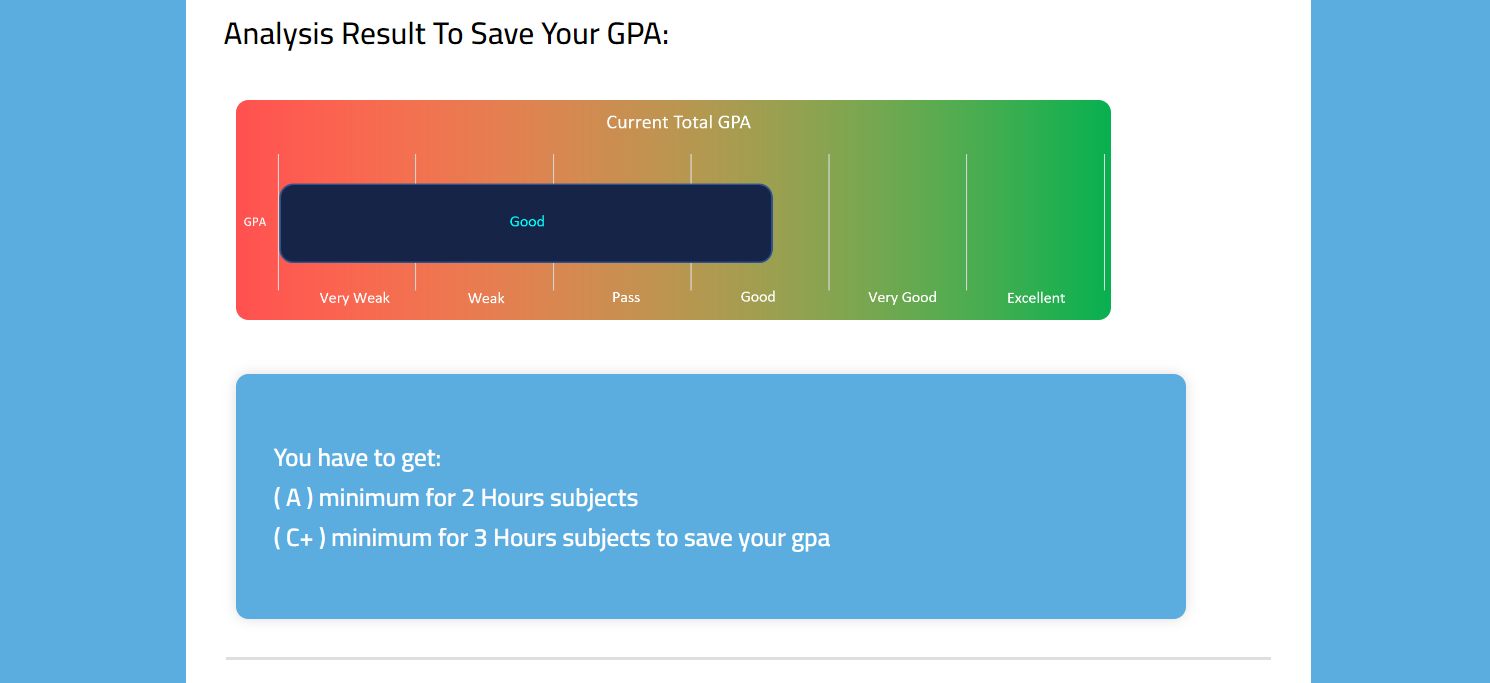 Analysis Result To Save Your GPA:
Current Total GPA
GPA
Good
Very Weak
Weak
Pass
Good
Very Good
Excellent
You have to get:
( A ) minimum for 2 Hours subjects
( C+ ) minimum for 3 Hours subjects to save your gpa